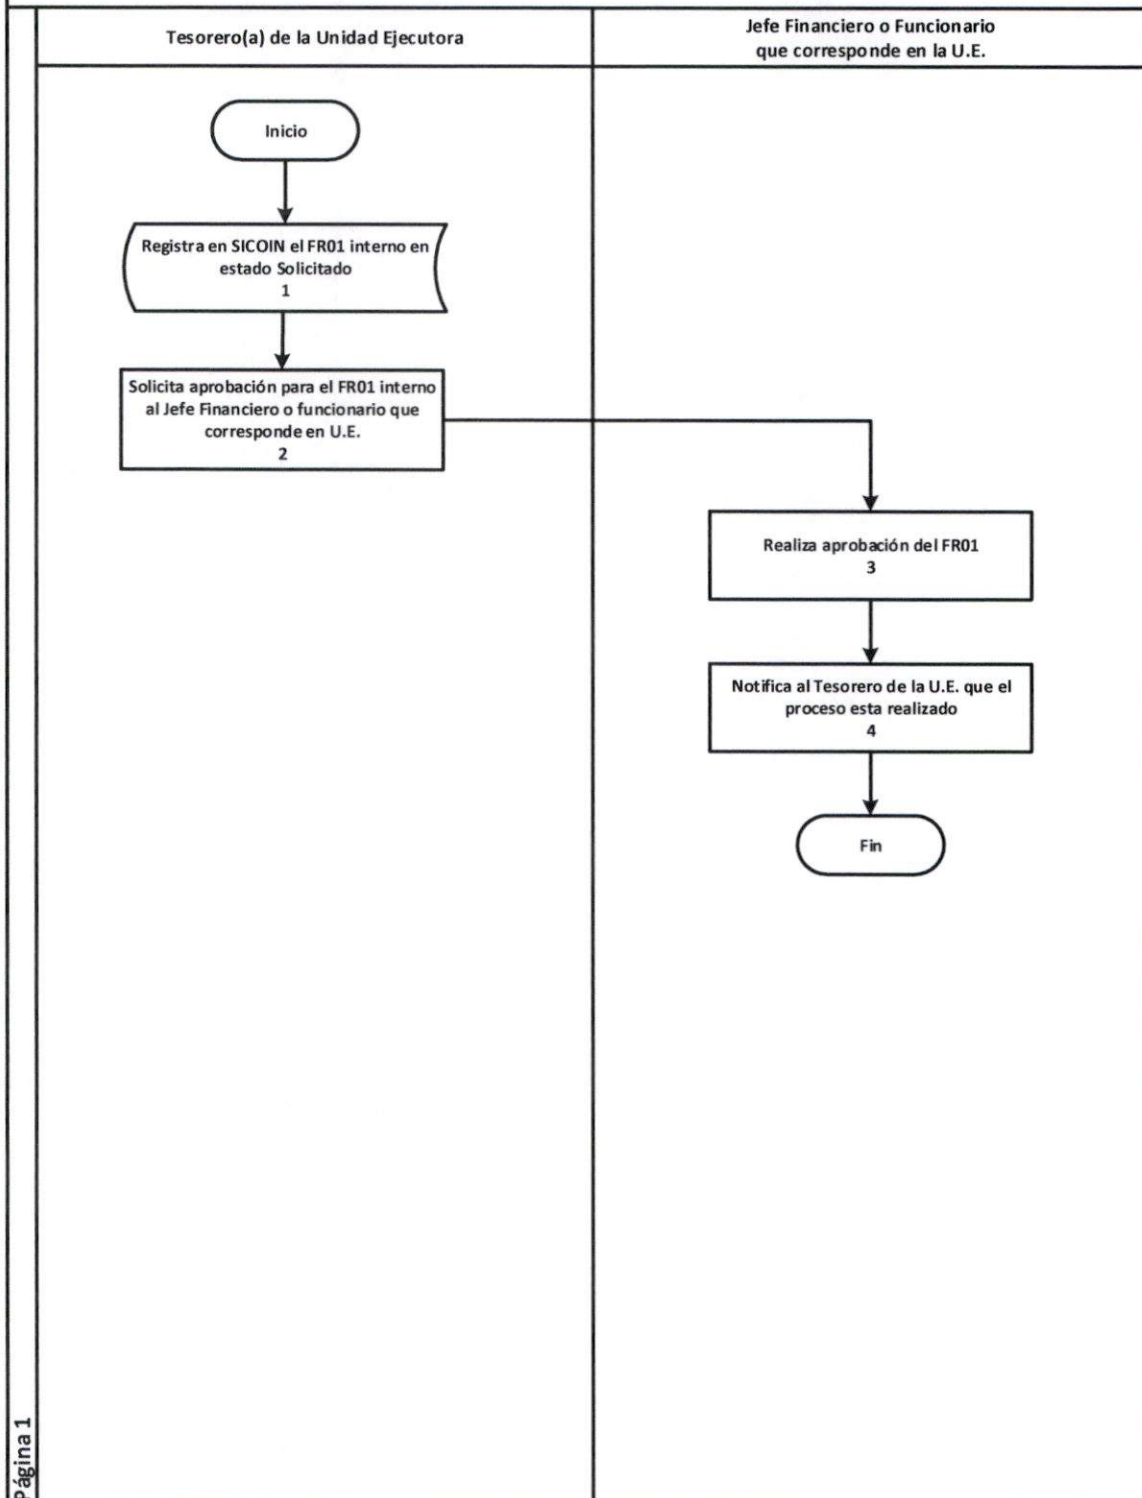 Tesorero(a) de la Unidad Ejecutora
Jefe Financiero o Funcionario
que corresponde en la U.E.
Inicio
Registra en SICOIN el FR01 interno en
estado Solicitado
1
Solicita aprobación para el FR01 interno
al Jefe Financiero o funcionario que
corresponde en U.E.
2
Realiza aprobación del FR01
3
Notifica al Tesorero de la U.E. que el
proceso esta realizado
4
Fin
Página 1